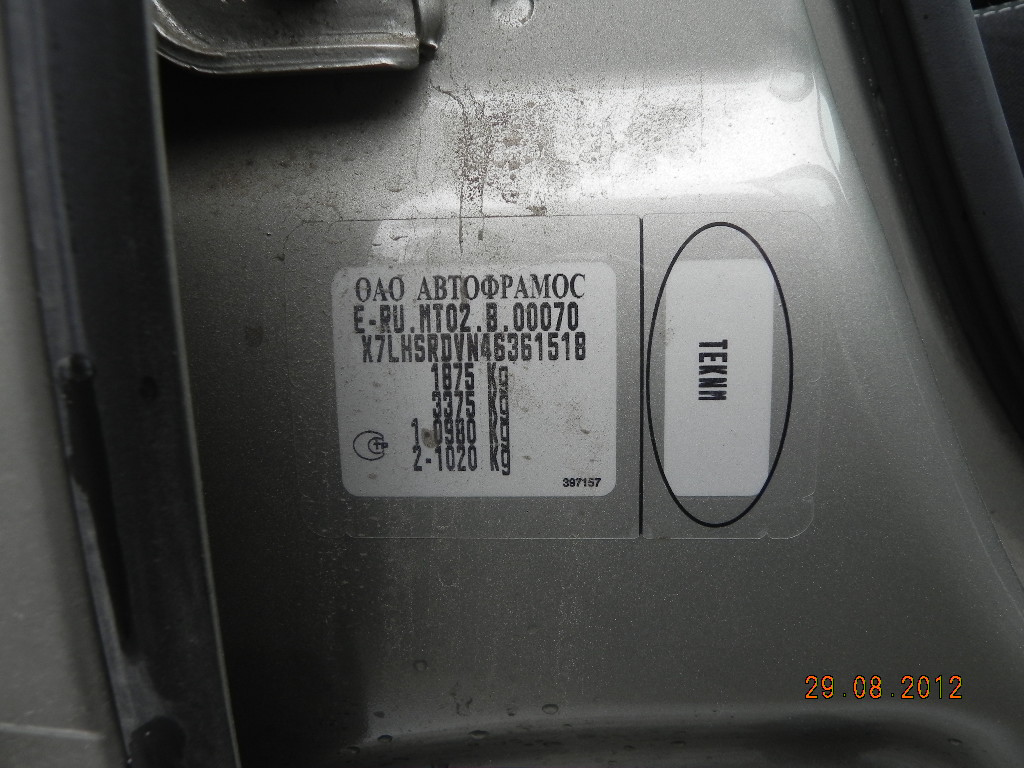 ОАО АВТОФРАМОС
E-RU.MT02.B.00070
X7LHSRDVN46361518
1875 Kg
3375 Kg
1-0980 Kg
2-1020 Kg
397157
TEKNM
29.08.2012